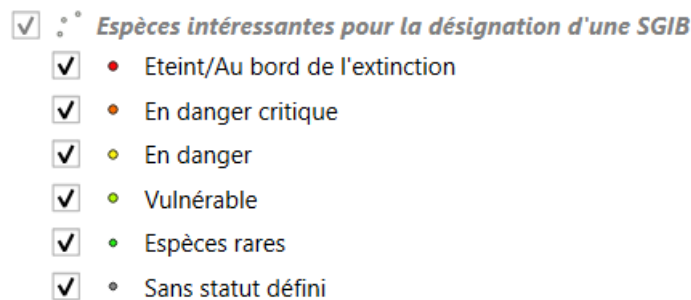 Espèces intéressantes pour la désignation d'une SGIB
Eteint/Au bord de l'extinction
En danger critique
En danger
Vulnérable
Espèces rares
Sans statut défini